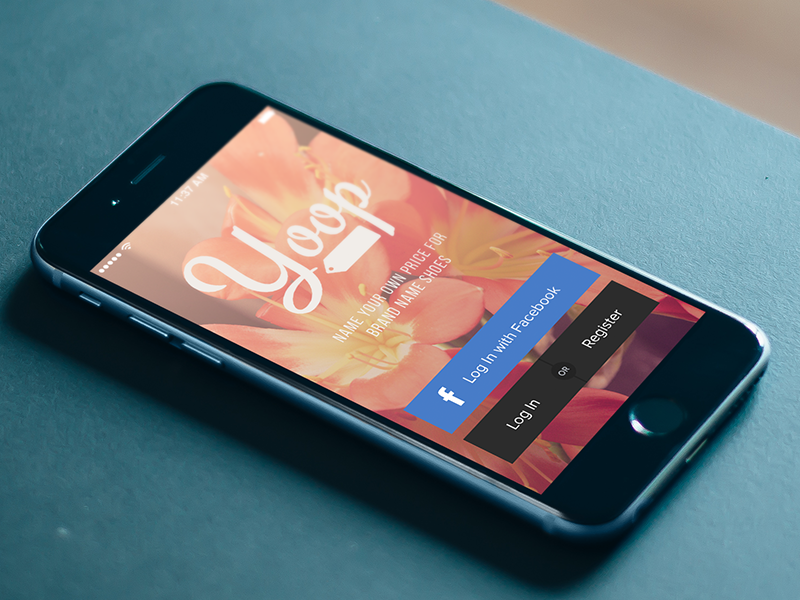 11:37 AM
Yoop
NAME YOUR OWN PRICE FOR
BRAND NAME SHOES
f Log In with Facebook
Log In OR Register